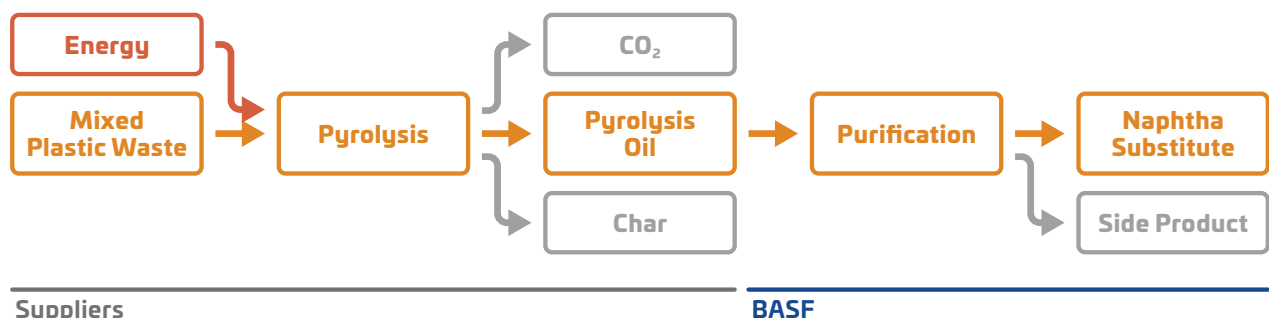 Energy
CO₂
Mixed
Plastic Waste
Pyrolysis
Pyrolysis
Oil
Purification
Naphtha
Substitute
Char
Side Product
Suppliers
BASF